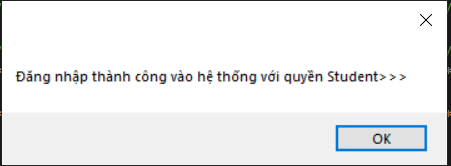 Đăng nhập thành công vào hệ thống với quyền Student>>>
OK